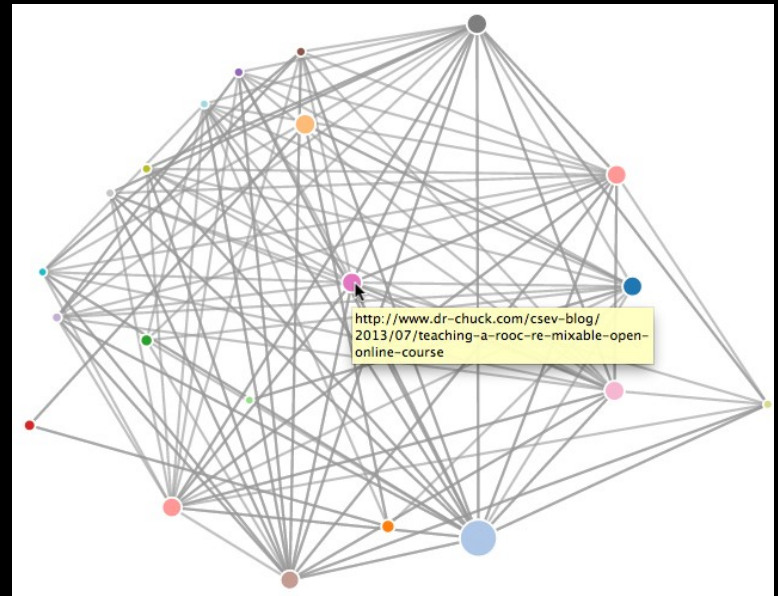 http://www.dr-chuck.com/csev-blog/
2013/07/teaching-a-rooc-re-mixable-open-
online-course